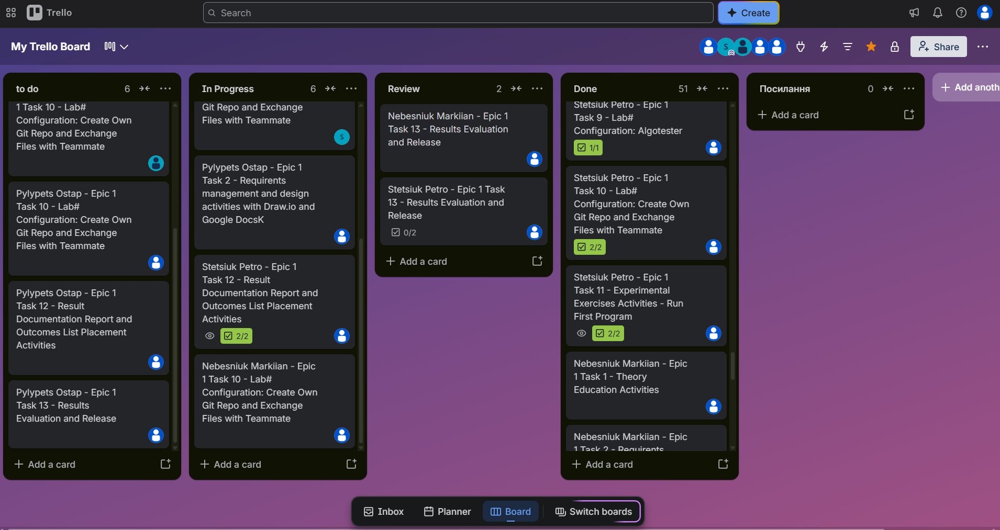 Trello
Search
Create
My Trello Board
S
Share
to do
6
1 Task 10 - Lab#
Configuration: Create Own
Git Repo and Exchange
Files with Teammate
Pylypets Ostap - Epic 1
Task 10 - Lab#
Configuration: Create Own
Git Repo and Exchange
Files with Teammate
Pylypets Ostap - Epic 1
Task 12 - Result
Documentation Report and
Outcomes List Placement
Activities
Pylypets Ostap - Epic 1
Task 13 - Results
Evaluation and Release
Add a card
In Progress
6
Git Repo and Exchange
Files with Teammate
S
Pylypets Ostap - Epic 1
Task 2 - Requirents
management and design
activities with Draw.io and
Google DocsK
Stetsiuk Petro - Epic 1
Task 12 - Result
Documentation Report and
Outcomes List Placement
Activities
2/2
Nebesniuk Markiian - Epic
1 Task 10 - Lab#
Configuration: Create Own
Git Repo and Exchange
Files with Teammate
Add a card
Review
2
Nebesniuk Markiian - Epic 1
Task 13 - Results Evaluation
and Release
Stetsiuk Petro - Epic 1 Task
13 - Results Evaluation and
Release
0/2
Add a card
Done
51
Stetsiuk Petro - Epic 1
Task 9 - Lab#
Configuration: Algotester
1/1
Stetsiuk Petro - Epic 1
Task 10 - Lab#
Configuration: Create Own
Git Repo and Exchange
Files with Teammate
2/2
Stetsiuk Petro - Epic 1
Task 11 - Experimental
Exercises Activities - Run
First Program
2/2
Nebesniuk Markiian - Epic
1 Task 1 - Theory
Education Activities
Nebesniuk Markiian - Epic
1 Task 2 - Requirents
Add a card
Посилання
0
Add a card
Add anoth
Inbox
Planner
Board
Switch boards